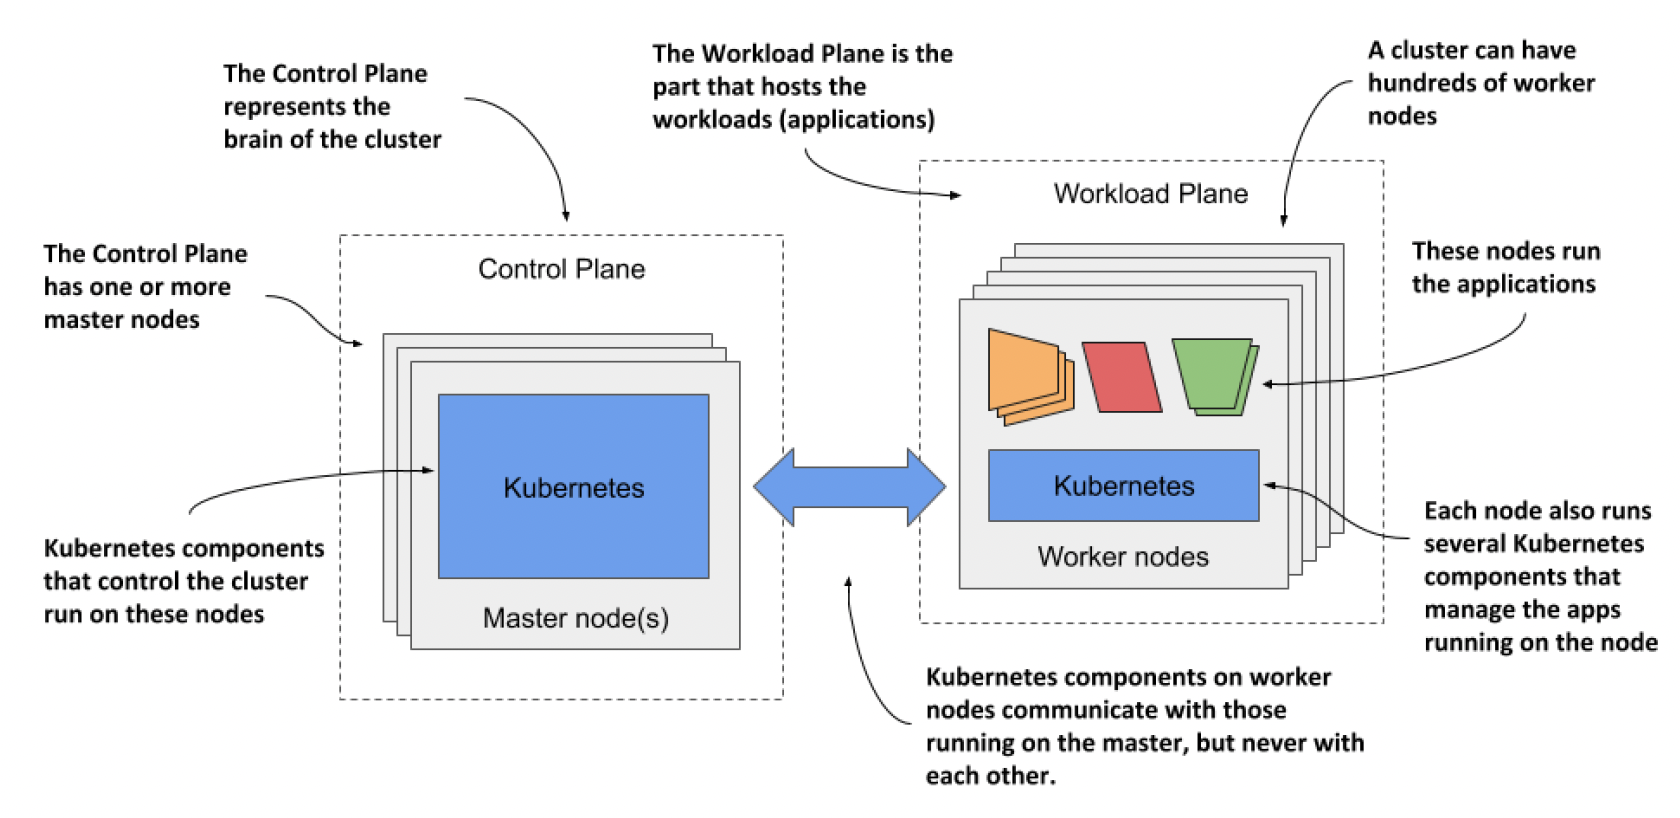 The Control Plane
represents the
brain of the cluster
The Workload Plane is the
part that hosts the
workloads (applications)
A cluster can have
hundreds of worker
nodes
The Control Plane
has one or more
master nodes
Control Plane
Workload Plane
These nodes run
the applications
Kubernetes
Kubernetes
Kubernetes components
that control the cluster
run on these nodes
Master node(s)
Worker nodes
Each node also runs
several Kubernetes
components that
manage the apps
running on the node
Kubernetes components on worker
nodes communicate with those
running on the master, but never with
each other.